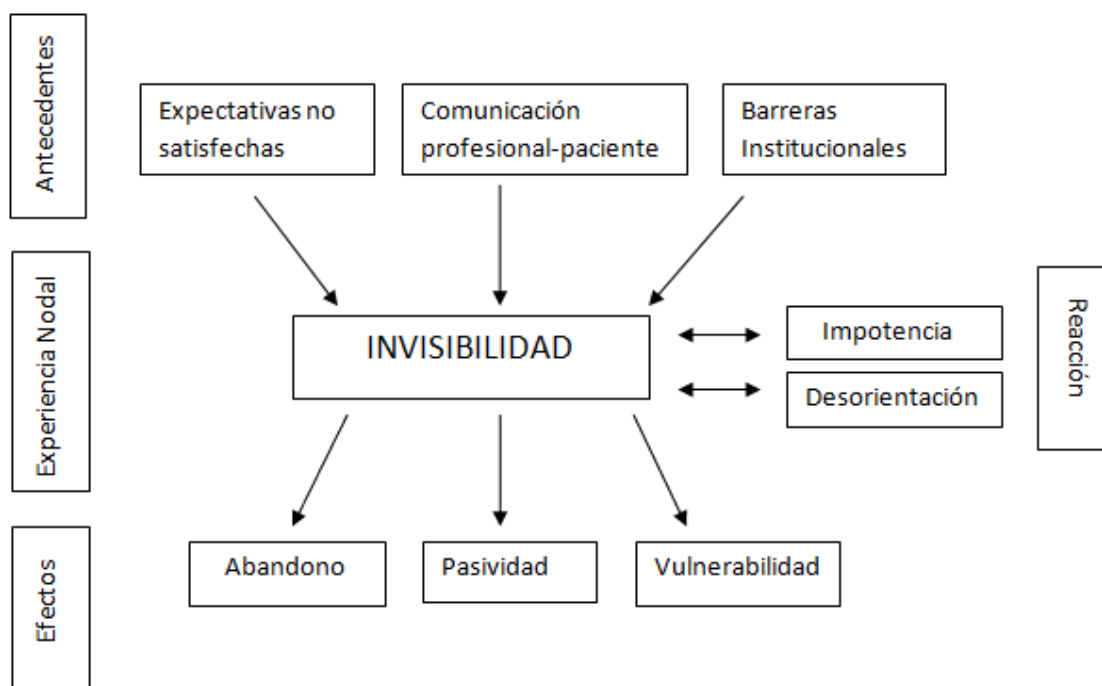 Antecedentes
Expectativas no
satisfechas
Comunicación
profesional-paciente
Barreras
Institucionales
Experiencia Nodal
INVISIBILIDAD
Impotencia
Desorientación
Reacción
Efectos
Abandono
Pasividad
Vulnerabilidad